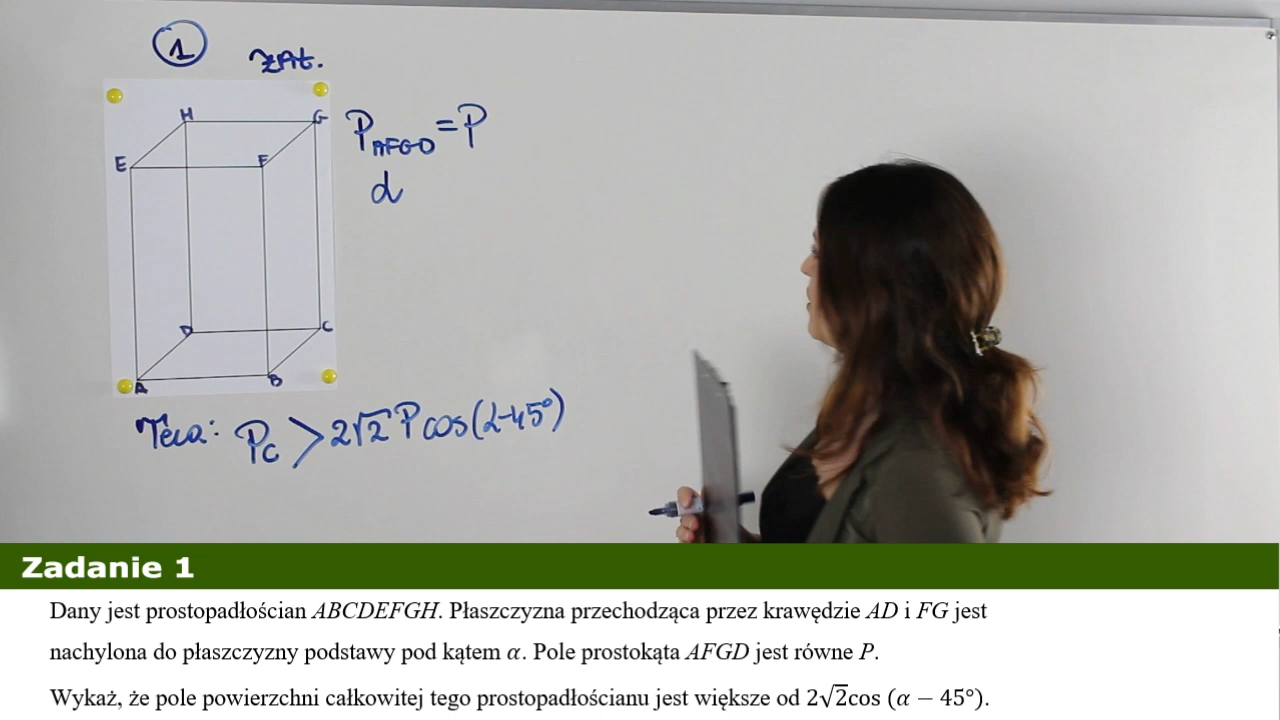 1
ZAŁ.
H
G
E
F
P_AFGD = P
α
D
C
A
B
Teza: P_C > 2√2 P cos(α-45°)
Zadanie 1
Dany jest prostopadłościan ABCDEFGH. Płaszczyzna przechodząca przez krawędzie AD i FG jest
nachylona do płaszczyzny podstawy pod kątem α. Pole prostokąta AFGD jest równe P.
Wykaż, że pole powierzchni całkowitej tego prostopadłościanu jest większe od 2√2cos (α − 45°).